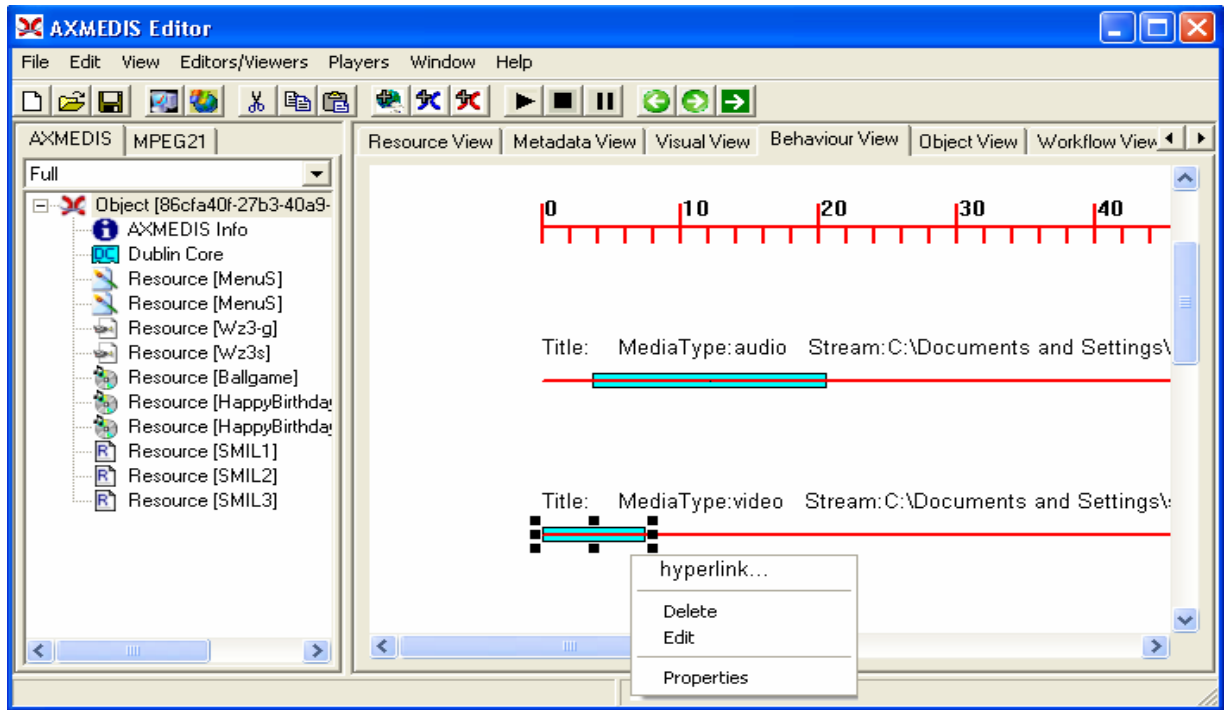 AXMEDIS Editor
File Edit View Editors/Viewers Players Window Help
AXMEDIS MPEG21
Resource View Metadata View Visual View Behaviour View Object View Workflow View
Full
Object [86cfa40f-27b3-40a9-
AXMEDIS Info
DC Dublin Core
Resource [MenuS]
Resource [MenuS]
Resource [Wz3-g]
Resource [Wz3s]
Resource [Ballgame]
Resource [HappyBirthday
Resource [HappyBirthday
R Resource [SMIL1]
R Resource [SMIL2]
R Resource [SMIL3]
0 10 20 30 40
Title: MediaType:audio Stream:C:\Documents and Settings\
Title: MediaType:video Stream:C:\Documents and Settings\s
hyperlink...
Delete
Edit
Properties